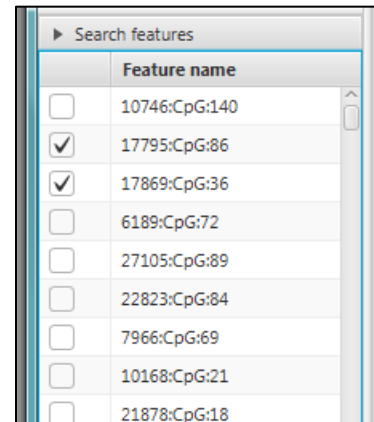 Search features
Feature name
10746:CpG:140
17795:CpG:86
17869:CpG:36
6189:CpG:72
27105:CpG:89
22823:CpG:84
7966:CpG:69
10168:CpG:21
21878:CpG:18